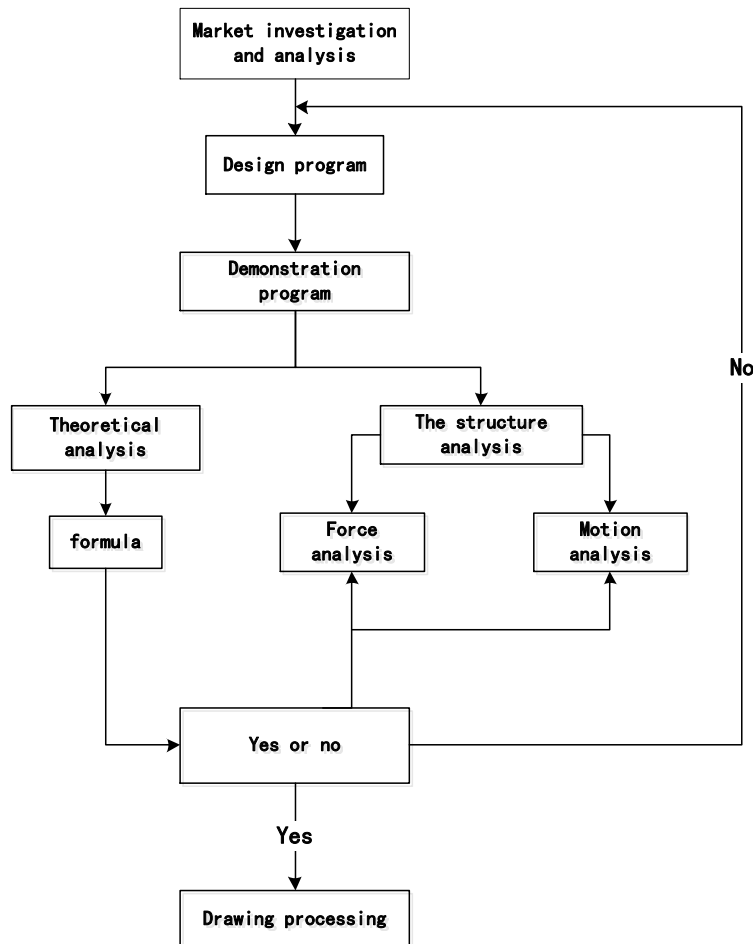 Market investigation
and analysis
Design program
Demonstration
program
No
Theoretical
analysis
The structure
analysis
formula
Force
analysis
Motion
analysis
Yes or no
Yes
Drawing processing